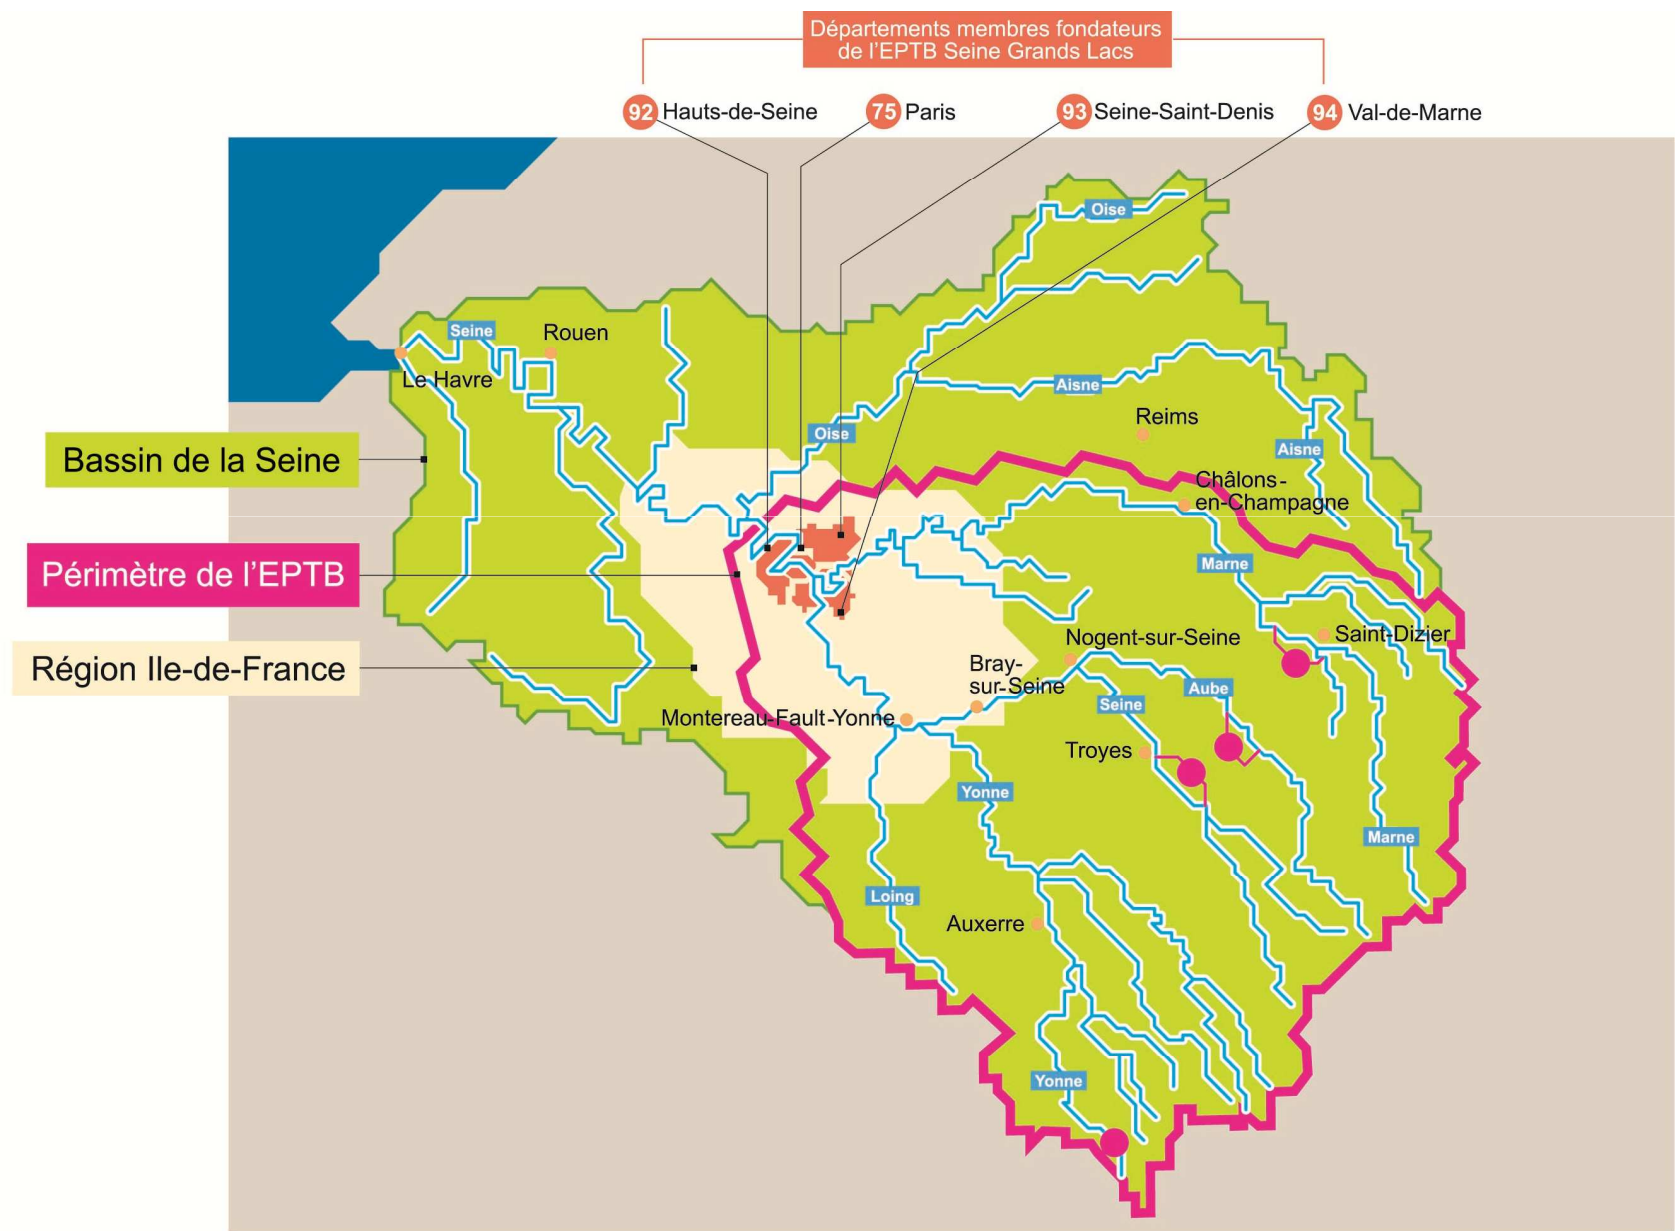 Départements membres fondateurs
de l'EPTB Seine Grands Lacs
92 Hauts-de-Seine
75 Paris
93 Seine-Saint-Denis
94 Val-de-Marne
Oise
Seine
Rouen
Le Havre
Aisne
Oise
Reims
Aisne
Bassin de la Seine
Châlons-
en-Champagne
Périmètre de l'EPTB
Marne
Région Ile-de-France
Nogent-sur-Seine
Saint-Dizier
Bray-
sur-Seine
Aube
Seine
Montereau-Fault-Yonne
Troyes
Yonne
Marne
Loing
Auxerre
Yonne